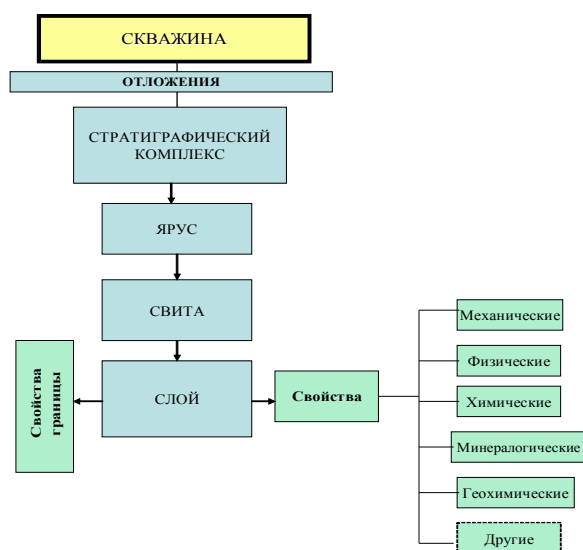 СКВАЖИНА
ОТЛОЖЕНИЯ
СТРАТИГРАФИЧЕСКИЙ
КОМПЛЕКС
ЯРУС
СВИТА
СЛОЙ
Свойства
границы
Свойства
Механические
Физические
Химические
Минералогические
Геохимические
Другие